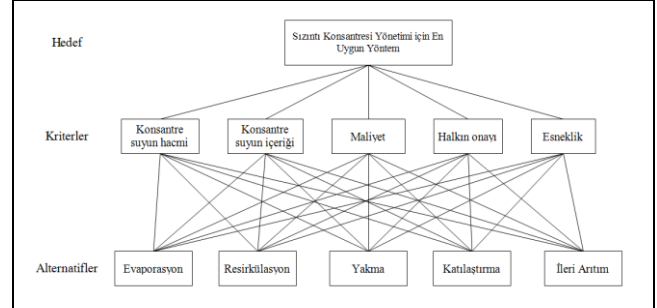 Hedef
Sızıntı Konsantresi Yönetimi için En
Uygun Yöntem
Kriterler
Konsantre
suyun hacmi
Konsantre
suyun içeriği
Maliyet
Halkın onayı
Esneklik
Alternatifler
Evaporasyon
Resirkülasyon
Yakma
Katılaştırma
İleri Arıtım